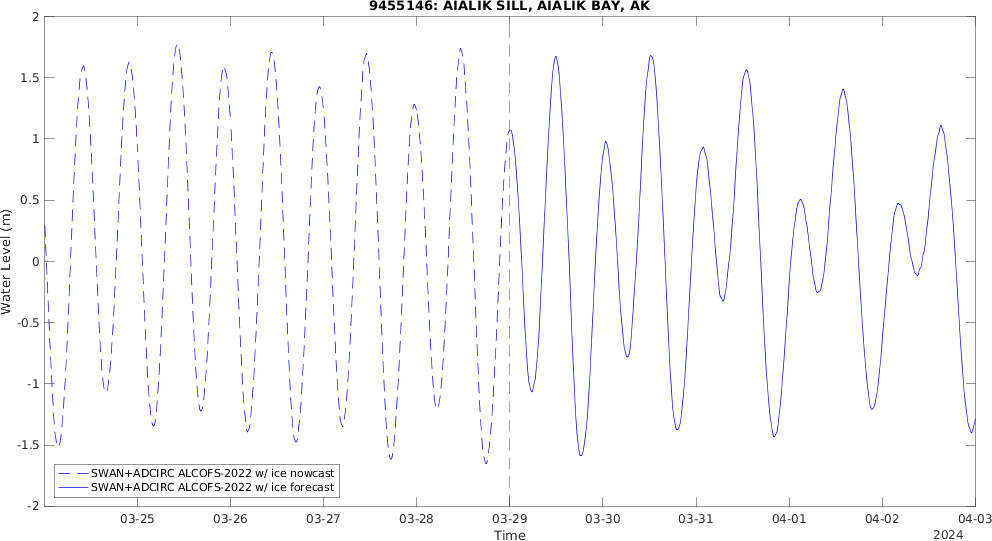 9455146: AIALIK SILL, AIALIK BAY, AK
2
1.5
1
0.5
0
-0.5
-1
-1.5
-2
Water Level (m)
SWAN+ADCIRC ALCOFS-2022 w/ ice nowcast
SWAN+ADCIRC ALCOFS-2022 w/ ice forecast
03-25 03-26 03-27 03-28 03-29 03-30 03-31 04-01 04-02 04-03
Time
2024